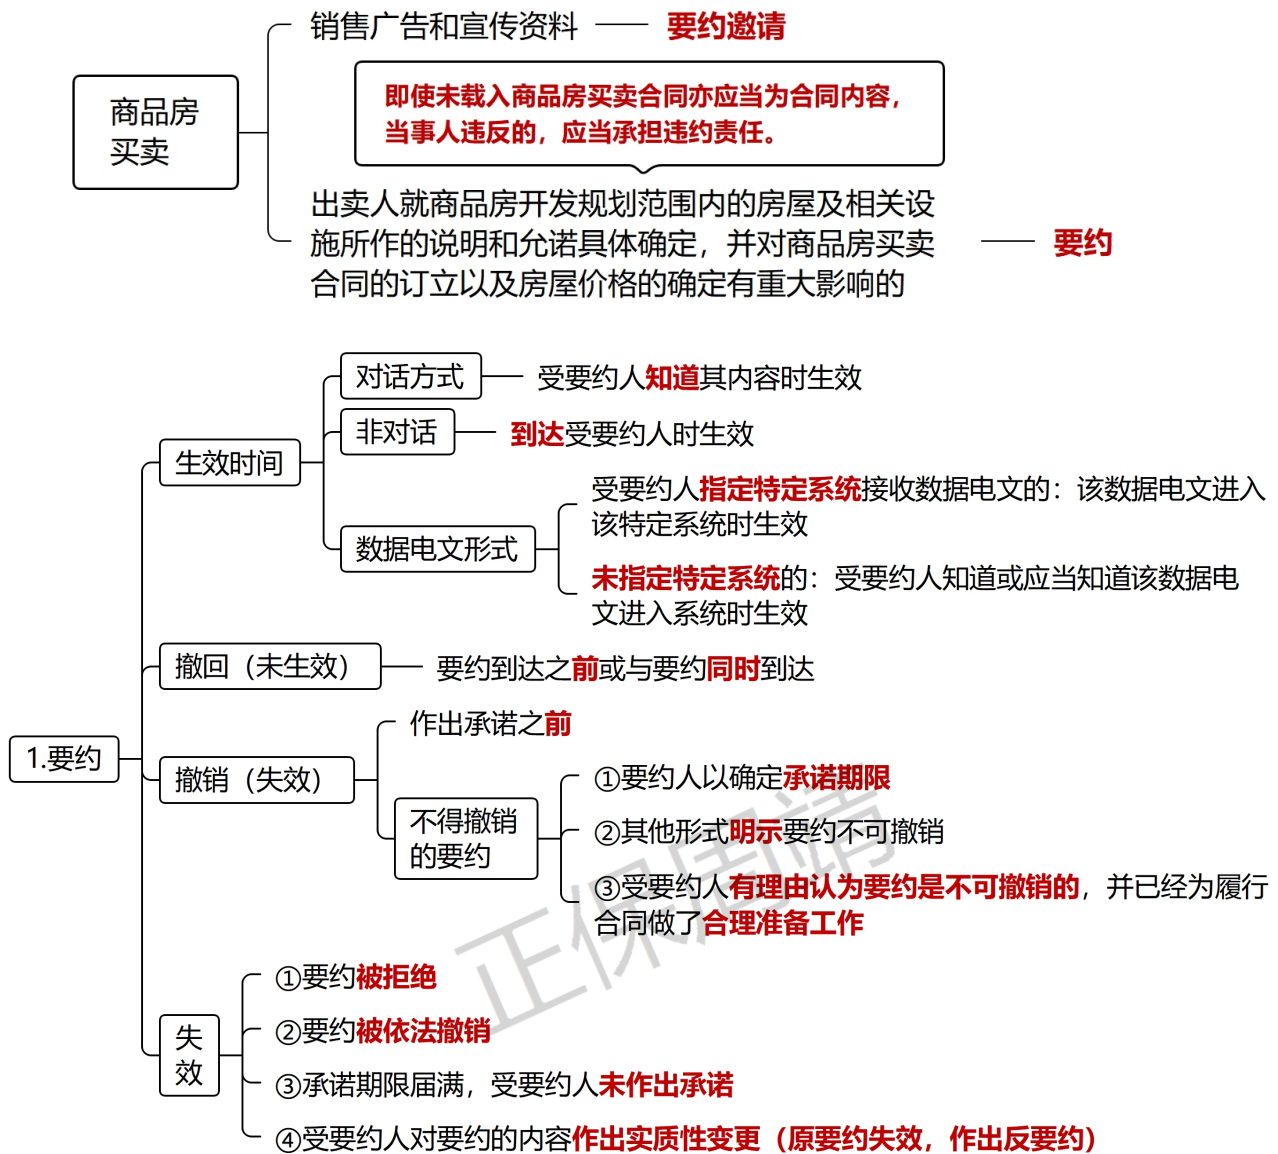 销售广告和宣传资料 要约邀请
即使未载入商品房买卖合同亦应当为合同内容，
当事人违反的，应当承担违约责任。
商品房
买卖
出卖人就商品房开发规划范围内的房屋及相关设
施所作的说明和允诺具体确定，并对商品房买卖
合同的订立以及房屋价格的确定有重大影响的
要约
对话方式 受要约人知道其内容时生效
非对话 到达受要约人时生效
生效时间
受要约人指定特定系统接收数据电文的：该数据电文进入
该特定系统时生效
数据电文形式
未指定特定系统的：受要约人知道或应当知道该数据电
文进入系统时生效
撤回（未生效） 要约到达之前或与要约同时到达
1.要约
作出承诺之前
撤销（失效）
不得撤销
的要约
①要约人以确定承诺期限
②其他形式明示要约不可撤销
③受要约人有理由认为要约是不可撤销的，并已经为履行
合同做了合理准备工作
失
效
①要约被拒绝
②要约被依法撤销
③承诺期限届满，受要约人未作出承诺
④受要约人对要约的内容作出实质性变更（原要约失效，作出反要约）
正保周靖